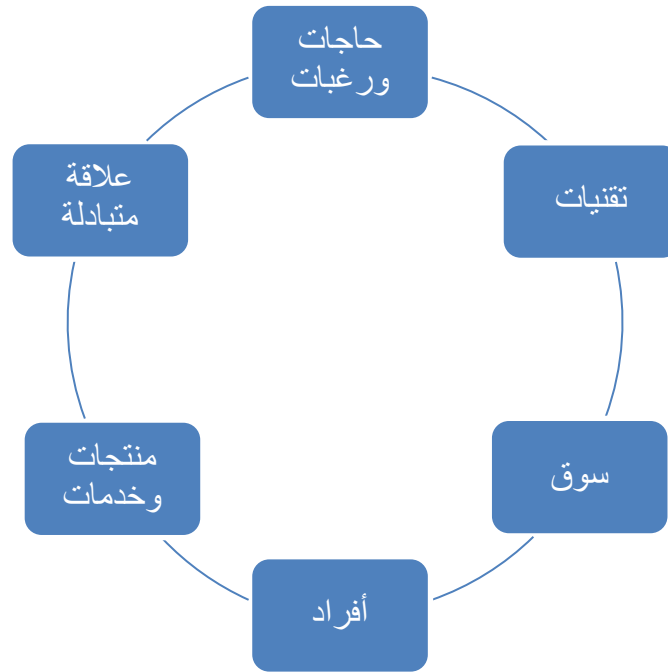 حاجات
ورغبات
تقنيات
سوق
أفراد
منتجات
وخدمات
علاقة
متبادلة